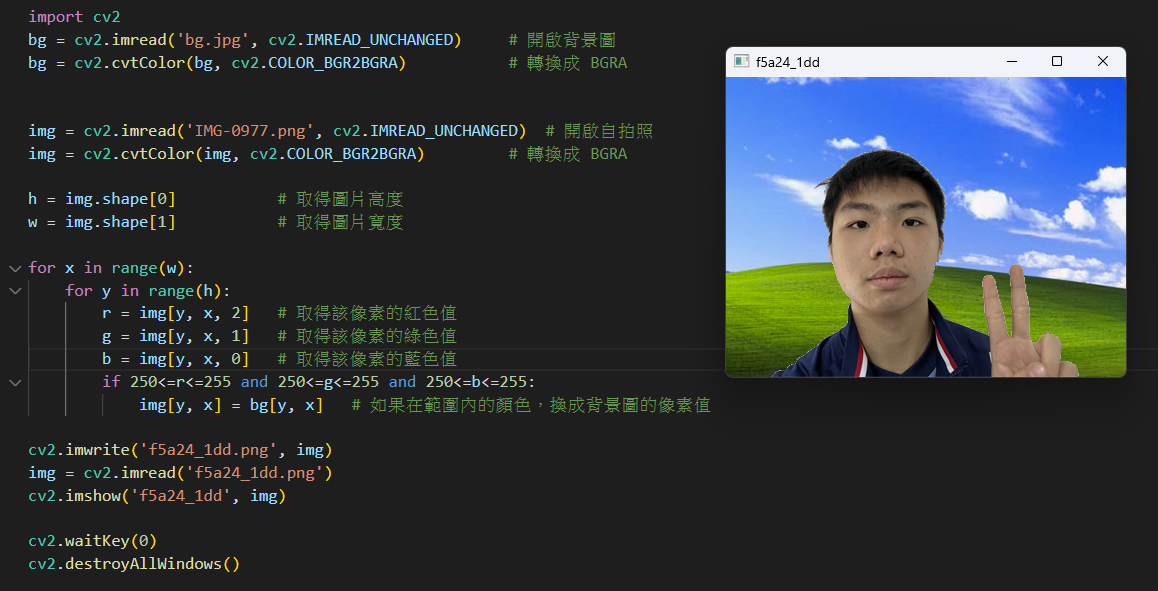 import cv2
bg = cv2.imread('bg.jpg', cv2.IMREAD_UNCHANGED)     # 開啟背景圖
bg = cv2.cvtColor(bg, cv2.COLOR_BGR2BGRA)           # 轉換成 BGRA
img = cv2.imread('IMG-0977.png', cv2.IMREAD_UNCHANGED)  # 開啟自拍照
img = cv2.cvtColor(img, cv2.COLOR_BGR2BGRA)         # 轉換成 BGRA
h = img.shape[0]           # 取得圖片高度
w = img.shape[1]           # 取得圖片寬度
for x in range(w):
    for y in range(h):
        r = img[y, x, 2]   # 取得該像素的紅色值
        g = img[y, x, 1]   # 取得該像素的綠色值
        b = img[y, x, 0]   # 取得該像素的藍色值
        if 250<=r<=255 and 250<=g<=255 and 250<=b<=255:
            img[y, x] = bg[y, x]   # 如果在範圍內的顏色，換成背景圖的像素值
cv2.imwrite('f5a24_1dd.png', img)
img = cv2.imread('f5a24_1dd.png')
cv2.imshow('f5a24_1dd', img)
cv2.waitKey(0)
cv2.destroyAllWindows()
f5a24_1dd